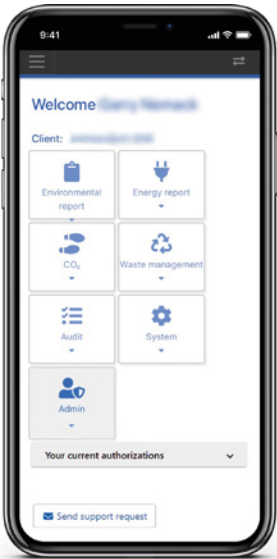 9:41
Welcome
Client:
Environmental
report
Energy report
CO₂
Waste management
Audit
System
Admin
Your current authorizations
Send support request